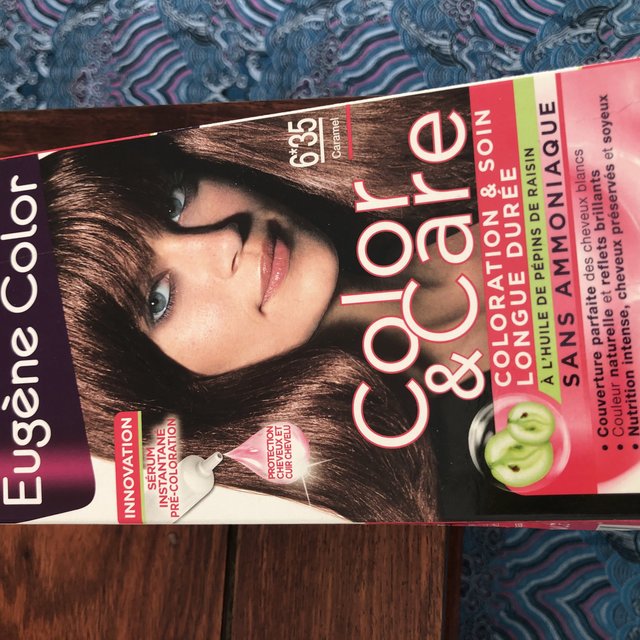 Eugène Color
6*35
Caramel
Color
& Care
COLORATION & SOIN
LONGUE DURÉE
À L'HUILE DE PÉPINS DE RAISIN
SANS AMMONIAQUE
• Couverture parfaite des cheveux blancs
• Couleur naturelle et reflets brillants
• Nutrition intense, cheveux préservés et soyeux
INNOVATION
SÉRUM
INSTANTANÉ
PRÉ-COLORATION
PROTECTION
CHEVEUX ET
CUIR CHEVELU